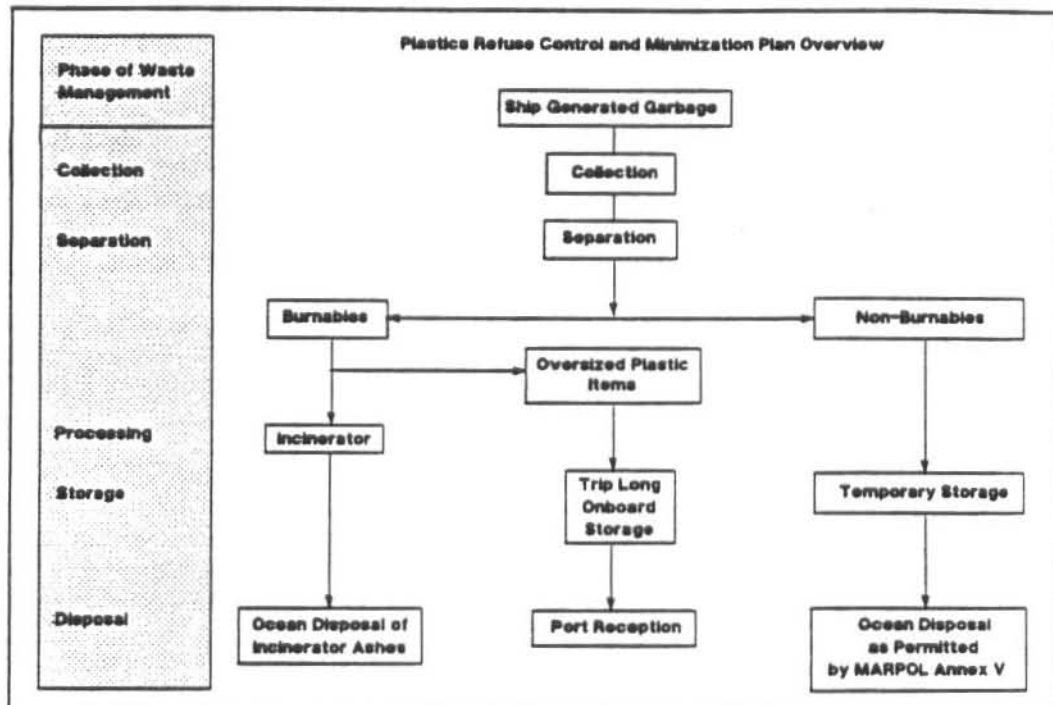 Plastics Refuse Control and Minimization Plan Overview
Phase of Waste
Management
Ship Generated Garbage
Collection
Collection
Separation
Separation
Burnables
Non-Burnables
Oversized Plastic
Items
Processing
Incinerator
Storage
Trip Long
Onboard
Storage
Temporary Storage
Disposal
Ocean Disposal of
Incinerator Ashes
Port Reception
Ocean Disposal
as Permitted
by MARPOL Annex V